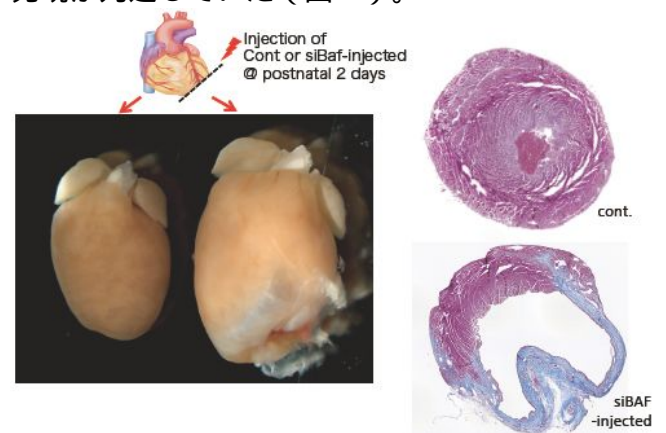 Injection of
Cont or siBaf-injected
@ postnatal 2 days
cont.
siBAF
-injected